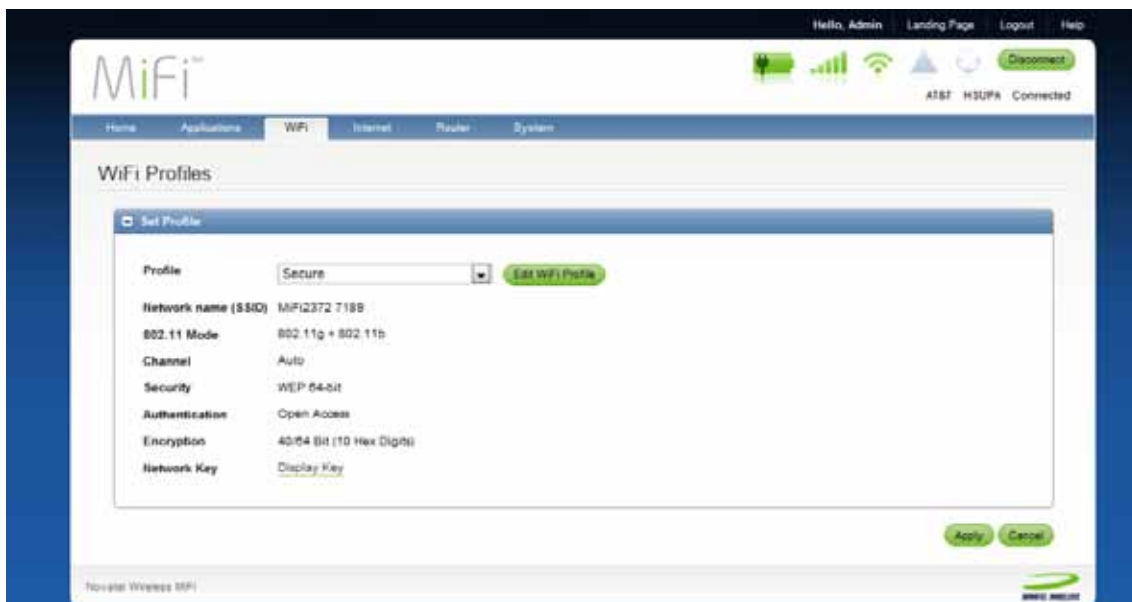 Hello, Admin Landing Page Logout Help
MiFi™
Disconnect
AT&T HSUPA Connected
Home Applications WiFi Internet Router System
WiFi Profiles
Set Profile
Profile Secure Edit WiFi Profile
Network name (SSID) MiFi2372 7189
802.11 Mode 802.11g + 802.11b
Channel Auto
Security WEP 64-bit
Authentication Open Access
Encryption 40/64 Bit (10 Hex Digits)
Network Key Display Key
Apply Cancel
Novatel Wireless MiFi
NOVATEL WIRELESS